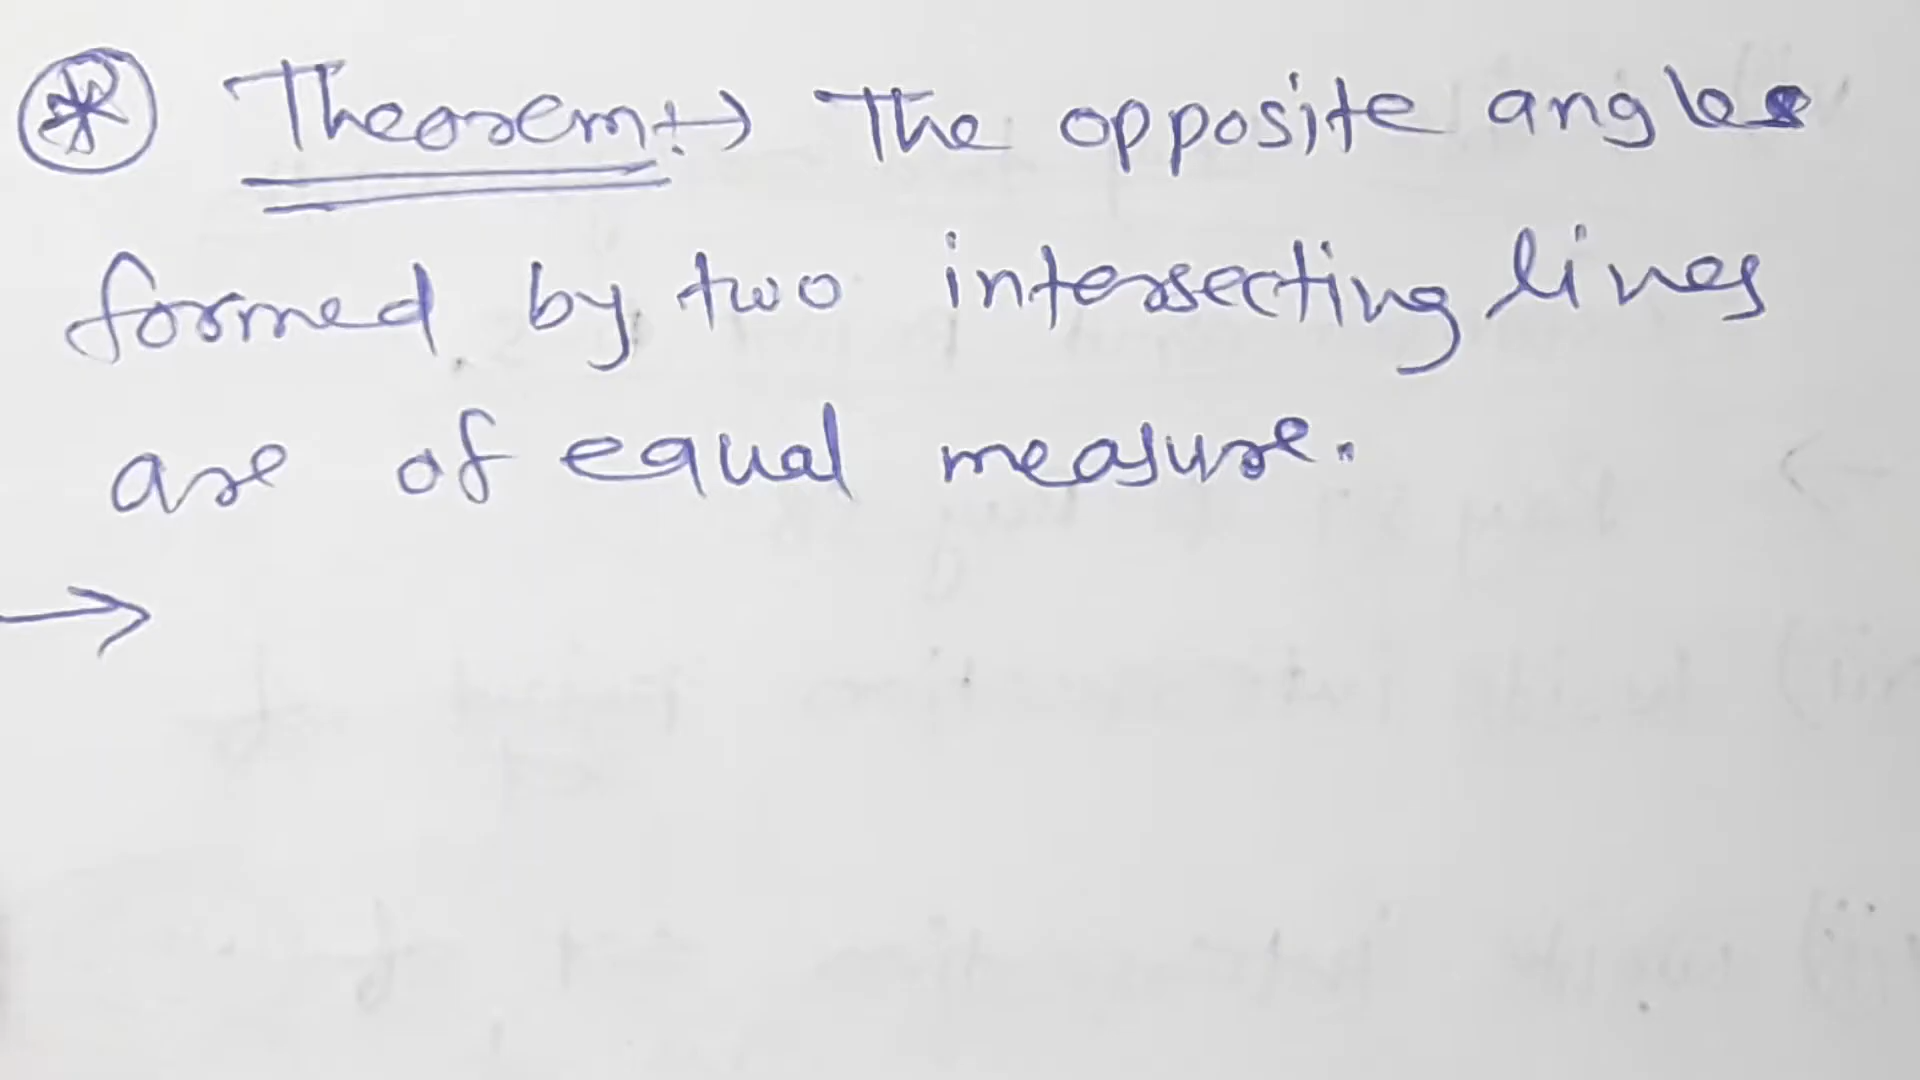 * Theorem:→ The opposite angles
formed by two intersecting lines
are of equal measure.
→